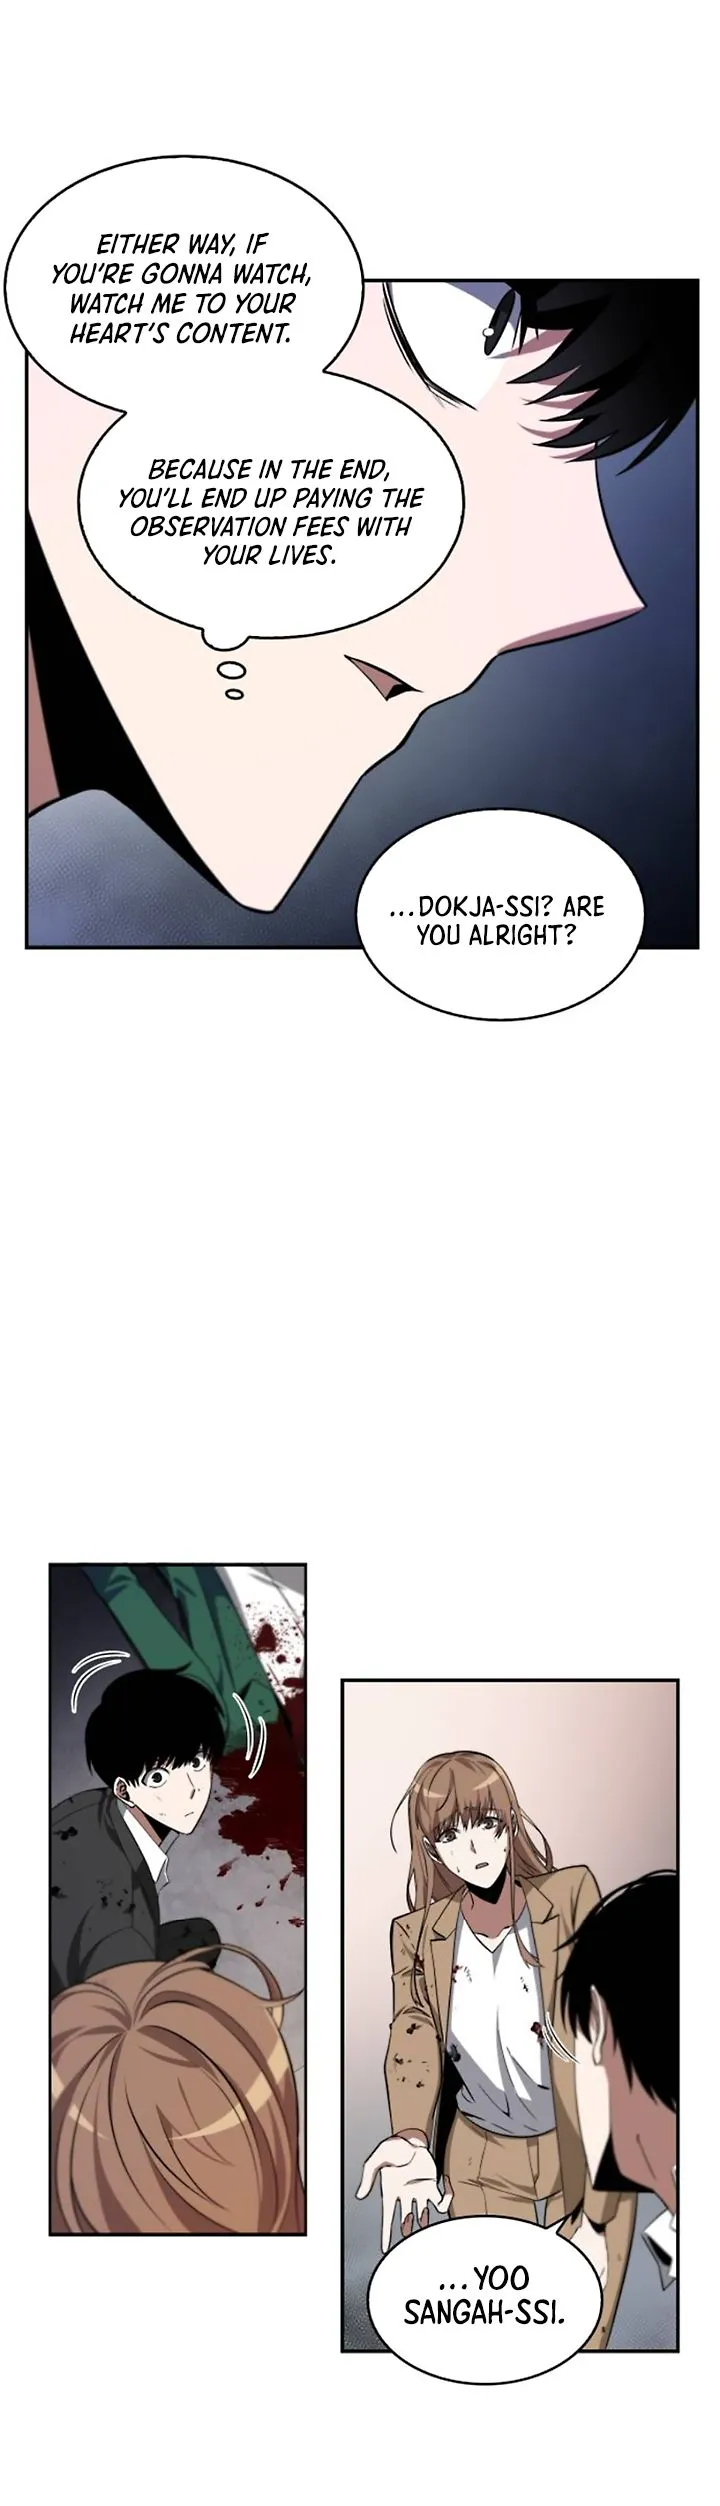 EITHER WAY, IF
YOU'RE GONNA WATCH,
WATCH ME TO YOUR
HEART'S CONTENT.
BECAUSE IN THE END,
YOU'LL END UP PAYING THE
OBSERVATION FEES WITH
YOUR LIVES.
...DOKJA-SSI? ARE
YOU ALRIGHT?
...YOO
SANGAH-SSI.